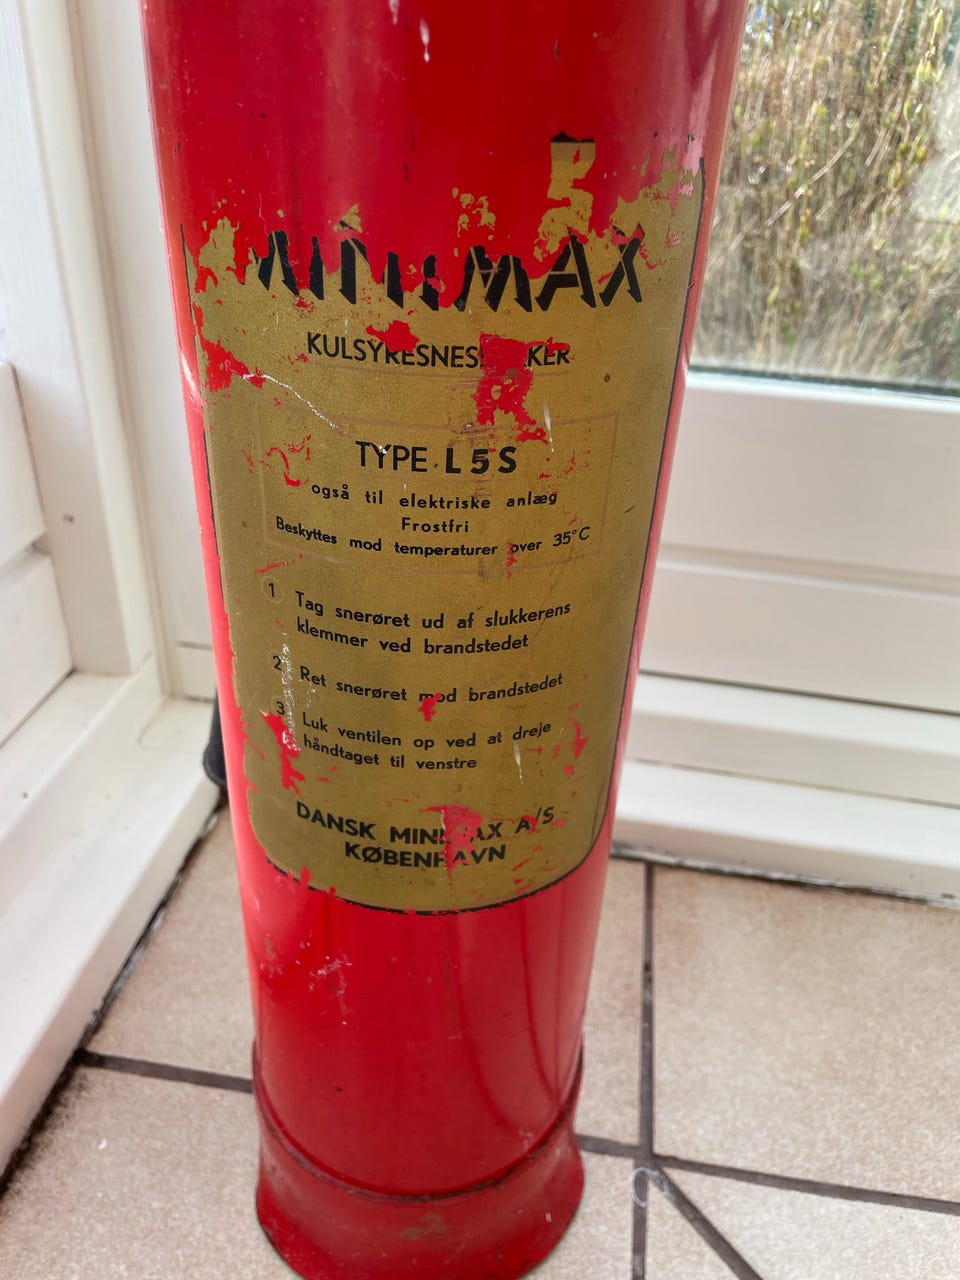 MINIMAX
TYPE L5S
også til elektriske anlæg
Frostfri
Beskyttes mod temperaturer over 35°C
1 Tag snerøret ud af slukkerens
klemmer ved brandstedet
2 Ret snerøret mod brandstedet
3 Luk ventilen op ved at dreje
håndtaget til venstre
DANSK MINIMAX A/S
KØBENHAVN